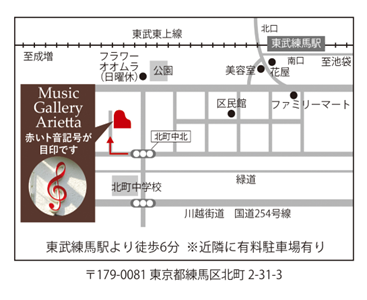 東武東上線
北口
東武練馬駅
至成増
フラワー
オオムラ
(日曜休)
公園
美容室
南口
花屋
至池袋
Music
Gallery
Arietta
赤いト音記号が
目印です
区民館
ファミリーマート
北町中北
北町中学校
緑道
川越街道 国道254号線
東武練馬駅より徒歩6分 ※近隣に有料駐車場有り
〒179-0081 東京都練馬区北町 2-31-3